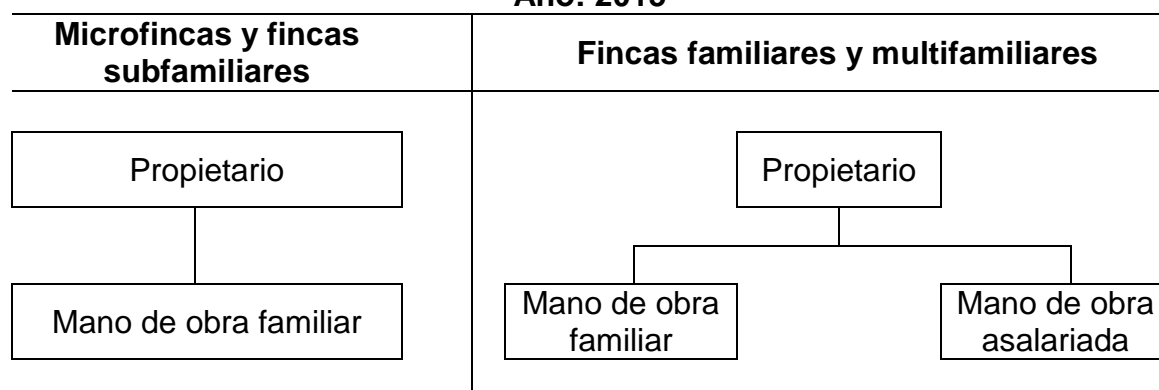 Microfincas y fincas
subfamiliares
Fincas familiares y multifamiliares
Propietario
Mano de obra familiar
Propietario
Mano de obra
familiar
Mano de obra
asalariada